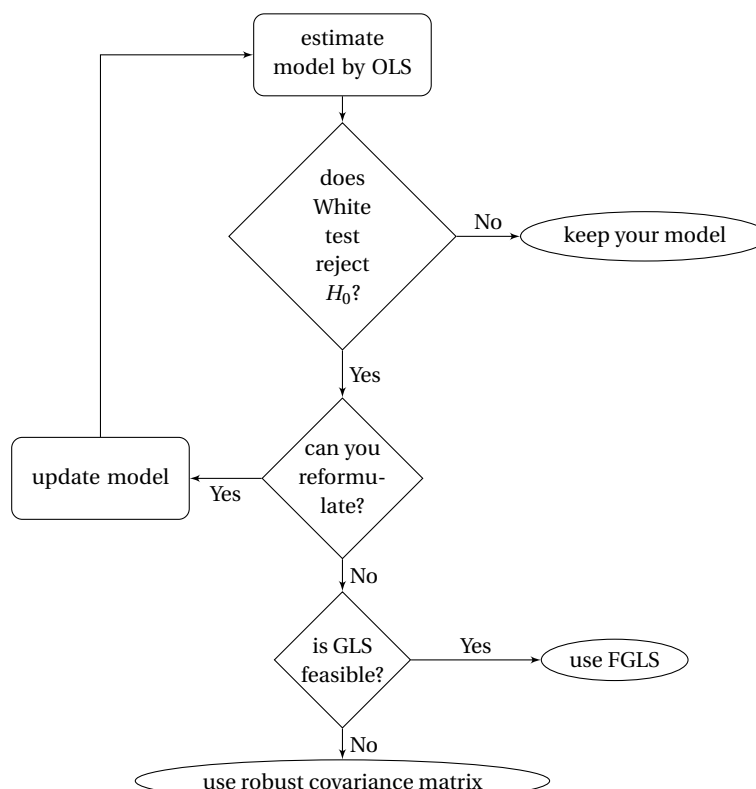 estimate
model by OLS
does
White
test
reject
H₀?
No
keep your model
Yes
can you
reformu-
late?
Yes
update model
No
is GLS
feasible?
Yes
use FGLS
No
use robust covariance matrix